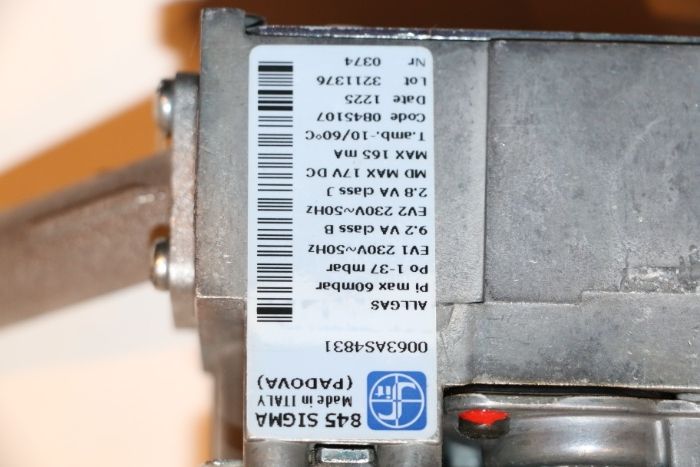 845 SIGMA
Made in ITALY
(PADOVA)
sit
0063AS4831
ALLGAS
Pi max 60mbar
Po 1-37 mbar
EV1 230V~50Hz
9.2 VA class B
EV2 230V~50Hz
2.8 VA class J
MD MAX 17V DC
MAX 165 mA
T.amb.-10/60°C
Code 0845107
Date 1225
Lot 3211376
Nr 0374